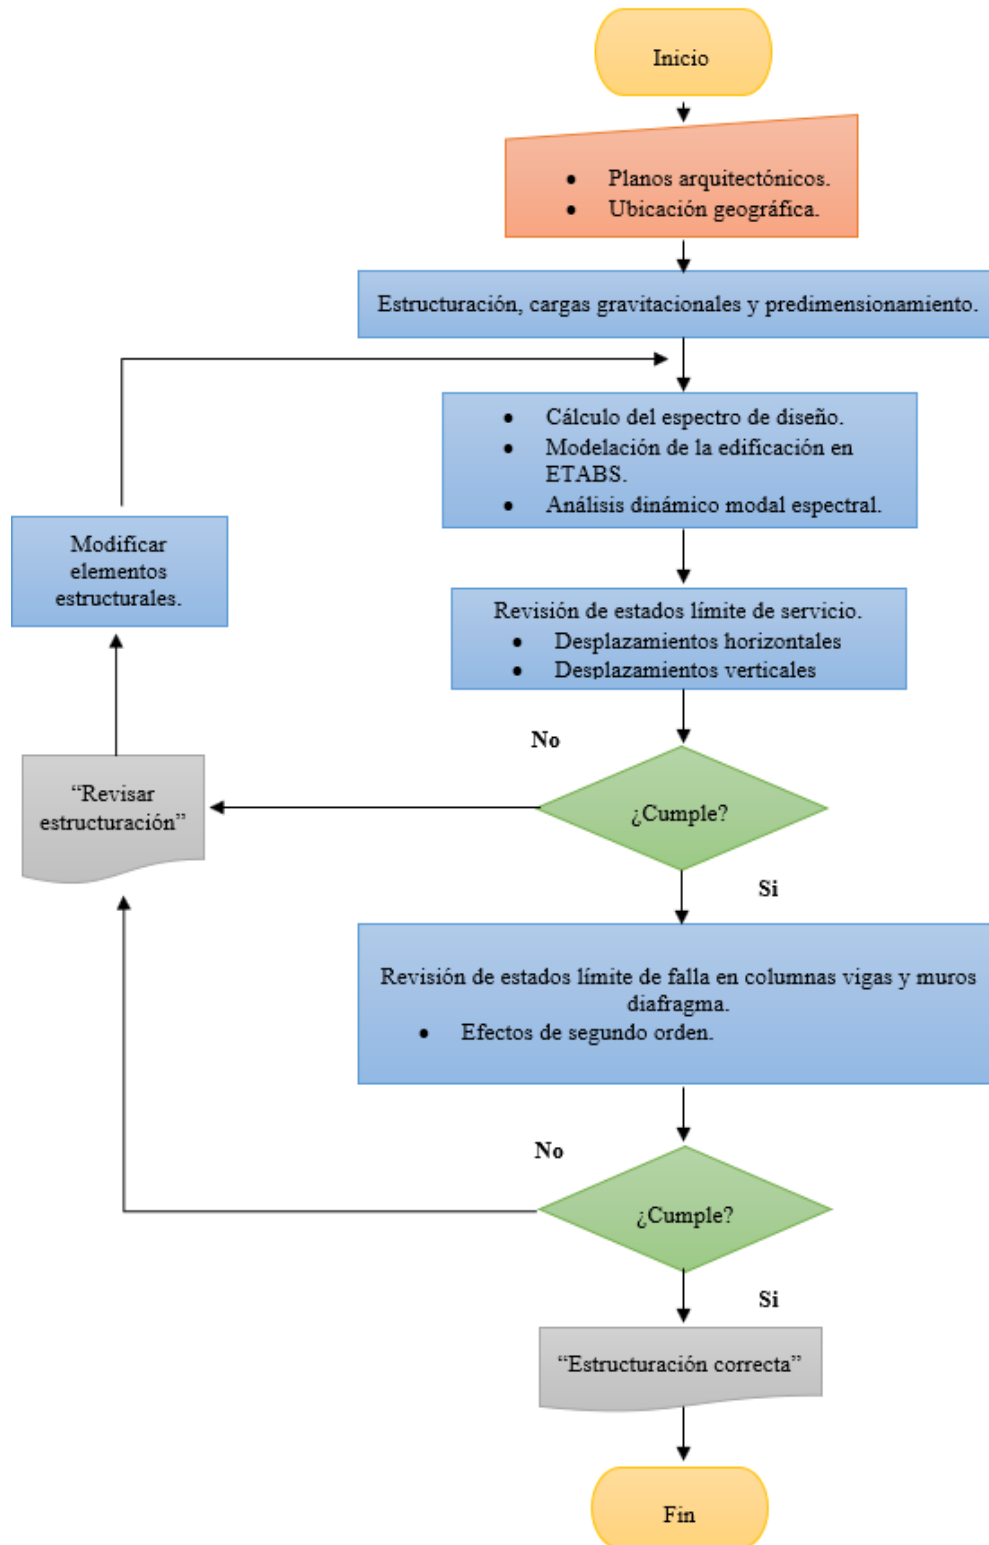 Inicio
• Planos arquitectónicos.
• Ubicación geográfica.
Estructuración, cargas gravitacionales y predimensionamiento.
• Cálculo del espectro de diseño.
• Modelación de la edificación en
ETABS.
• Análisis dinámico modal espectral.
Modificar
elementos
estructurales.
Revisión de estados límite de servicio.
• Desplazamientos horizontales
• Desplazamientos verticales
No
“Revisar
estructuración”
¿Cumple?
Si
Revisión de estados límite de falla en columnas vigas y muros
diafragma.
• Efectos de segundo orden.
No
¿Cumple?
Si
“Estructuración correcta”
Fin